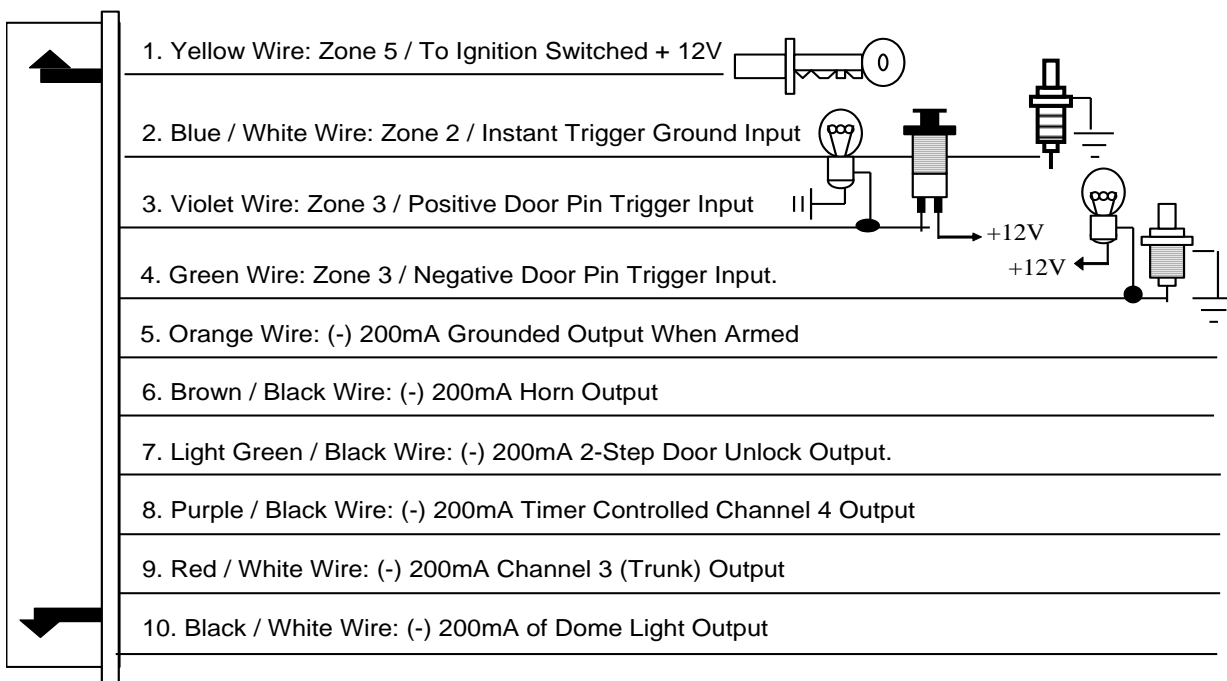 1. Yellow Wire: Zone 5 / To Ignition Switched + 12V
0
2. Blue / White Wire: Zone 2 / Instant Trigger Ground Input
3. Violet Wire: Zone 3 / Positive Door Pin Trigger Input
+12V
+12V
4. Green Wire: Zone 3 / Negative Door Pin Trigger Input.
5. Orange Wire: (-) 200mA Grounded Output When Armed
6. Brown / Black Wire: (-) 200mA Horn Output
7. Light Green / Black Wire: (-) 200mA 2-Step Door Unlock Output.
8. Purple / Black Wire: (-) 200mA Timer Controlled Channel 4 Output
9. Red / White Wire: (-) 200mA Channel 3 (Trunk) Output
10. Black / White Wire: (-) 200mA of Dome Light Output